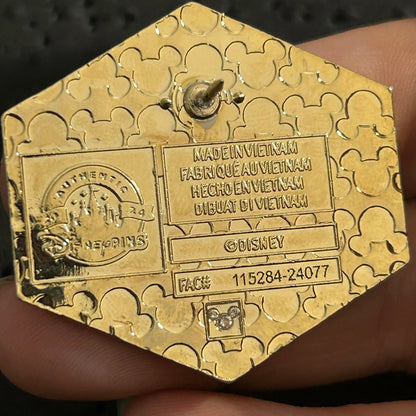 MADE IN VIETNAM
FABRIQUÉ AU VIETNAM
HECHO EN VIETNAM
DIBUAT DI VIETNAM
©DISNEY
FAC# 115284-24077
AUTHENTIC
24
DISNEY PINS